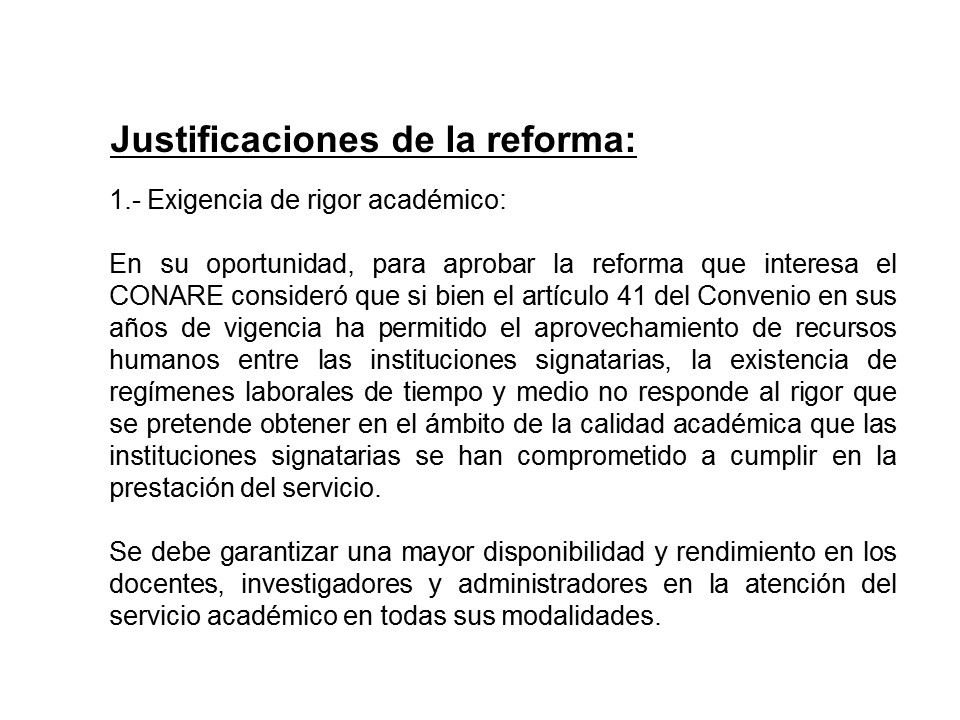 Justificaciones de la reforma:
1.- Exigencia de rigor académico:
En su oportunidad, para aprobar la reforma que interesa el
CONARE consideró que si bien el artículo 41 del Convenio en sus
años de vigencia ha permitido el aprovechamiento de recursos
humanos entre las instituciones signatarias, la existencia de
regímenes laborales de tiempo y medio no responde al rigor que
se pretende obtener en el ámbito de la calidad académica que las
instituciones signatarias se han comprometido a cumplir en la
prestación del servicio.
Se debe garantizar una mayor disponibilidad y rendimiento en los
docentes, investigadores y administradores en la atención del
servicio académico en todas sus modalidades.